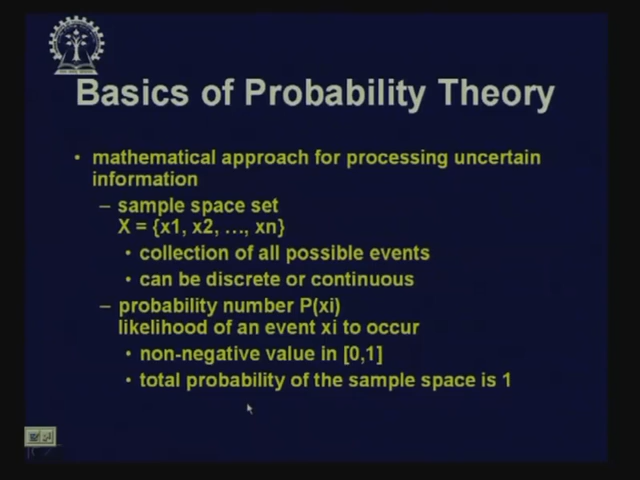 Basics of Probability Theory
• mathematical approach for processing uncertain
information
– sample space set
X = {x1, x2, …, xn}
• collection of all possible events
• can be discrete or continuous
– probability number P(xi)
likelihood of an event xi to occur
• non-negative value in [0,1]
• total probability of the sample space is 1